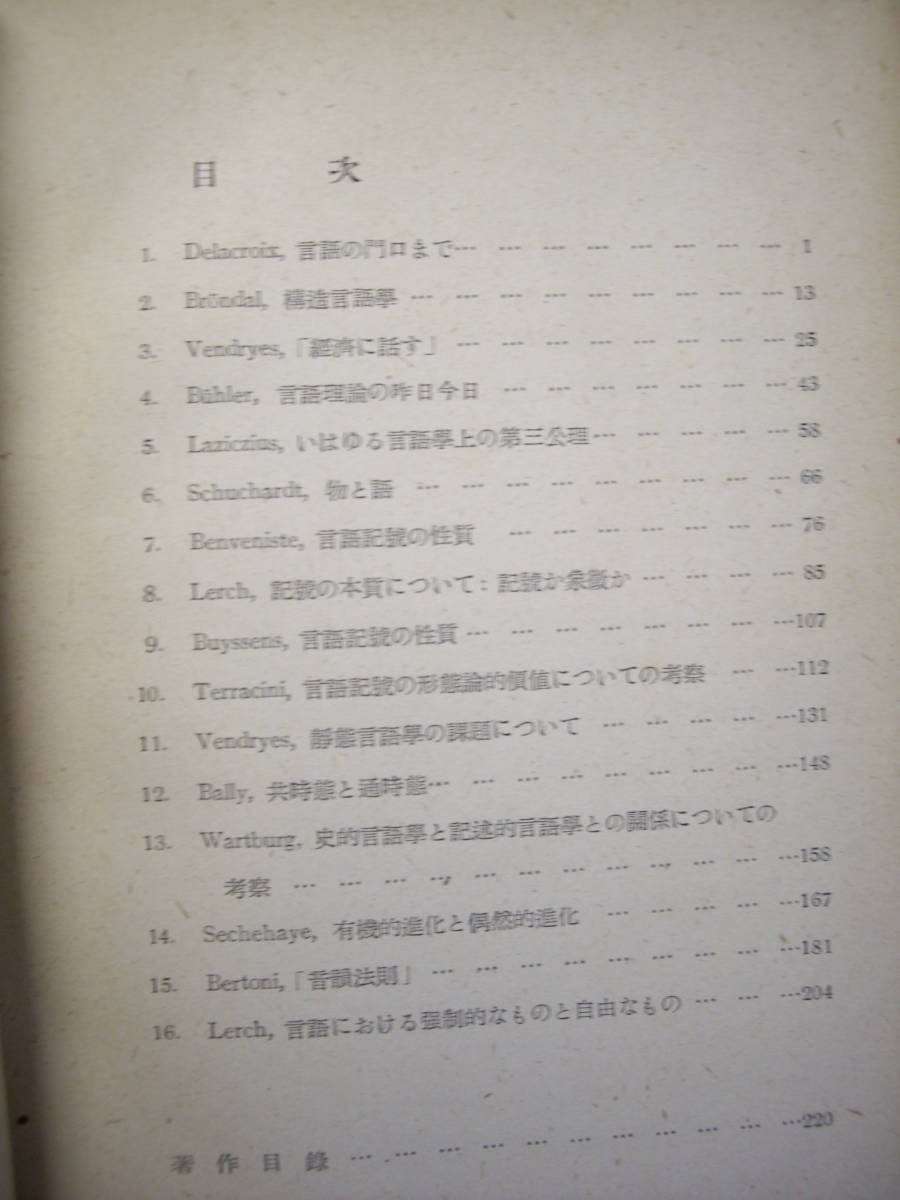 目次
1. Delacroix, 言語の門口まで… … … … … … … … 1
2. Bröndal, 構造言語學 … … … … … … … … … 13
3. Vendryes,「經濟に話す」 … … … … … … … … 25
4. Bühler, 言語理論の昨日今日 … … … … … … … 43
5. Laziczius, いはゆる言語學上の第三公理… … … … … 58
6. Schuchardt, 物と語 … … … … … … … … … 66
7. Benveniste, 言語記號の性質 … … … … … … … 76
8. Lerch, 記號の本質について: 記號か象徴か … … … … 85
9. Buyssens, 言語記號の性質 … … … … … … … …107
10. Terracini, 言語記號の形態論的價値についての考察 … …112
11. Vendryes, 靜態言語學の課題について … … … … …131
12. Bally, 共時態と通時態… … … … … … … … …148
13. Wartburg, 史的言語學と記述的言語學との關係についての
考察 … … … … … … … … … … … …158
14. Sechehaye, 有機的進化と偶然的進化 … … … … …167
15. Bertoni,「音韻法則」 … … … … … … … … …181
16. Lerch, 言語における强制的なものと自由なもの … … …204
著作目錄 … … … … … … … … … … …220